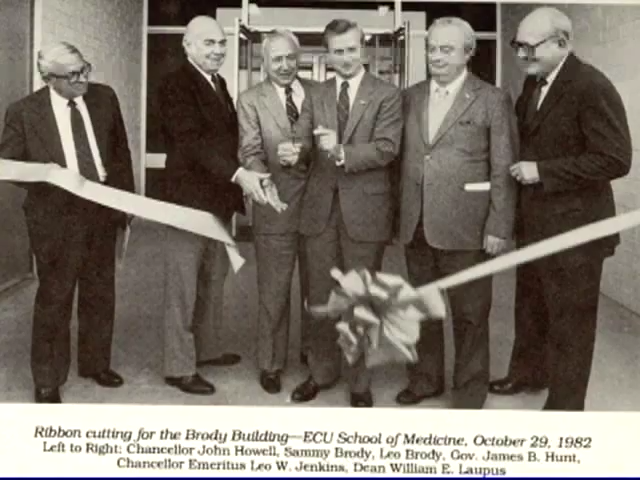 Ribbon cutting for the Brody Building—ECU School of Medicine, October 29, 1982
Left to Right: Chancellor John Howell, Sammy Brody, Leo Brody, Gov. James B. Hunt,
Chancellor Emeritus Leo W. Jenkins, Dean William E. Laupus